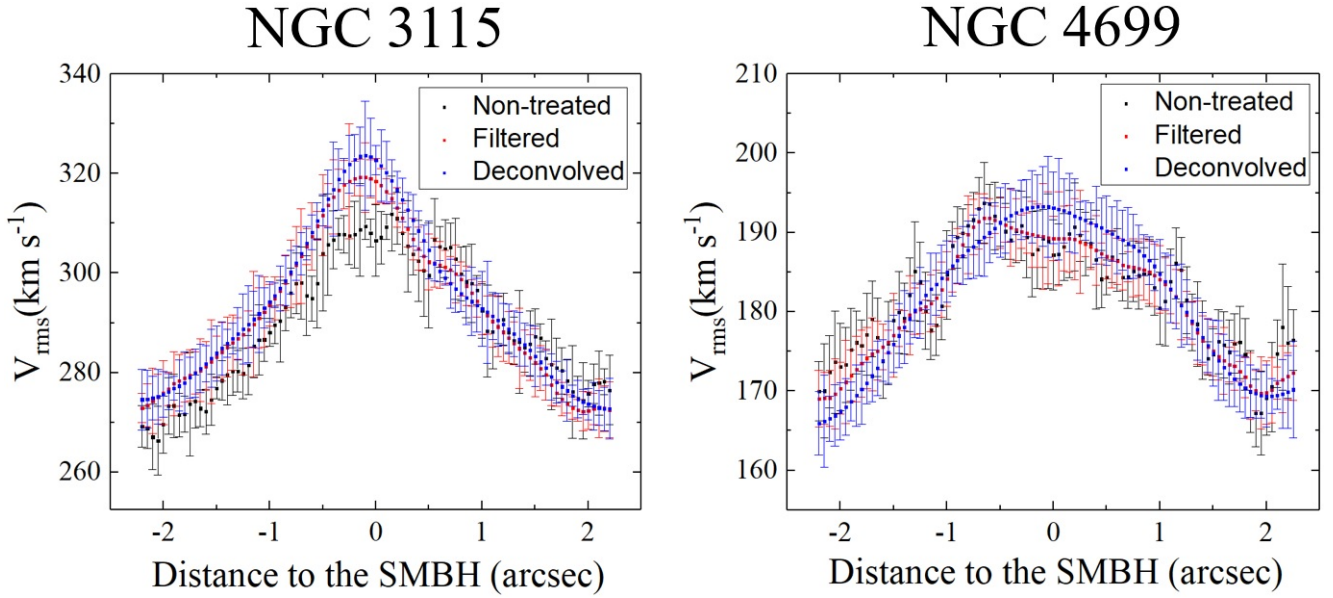 NGC 3115
340
320
300
280
260
-2 -1 0 1 2
V rms(km s-1)
Distance to the SMBH (arcsec)
Non-treated
Filtered
Deconvolved
NGC 4699
210
200
190
180
170
160
-2 -1 0 1 2
V rms(km s-1)
Distance to the SMBH (arcsec)
Non-treated
Filtered
Deconvolved